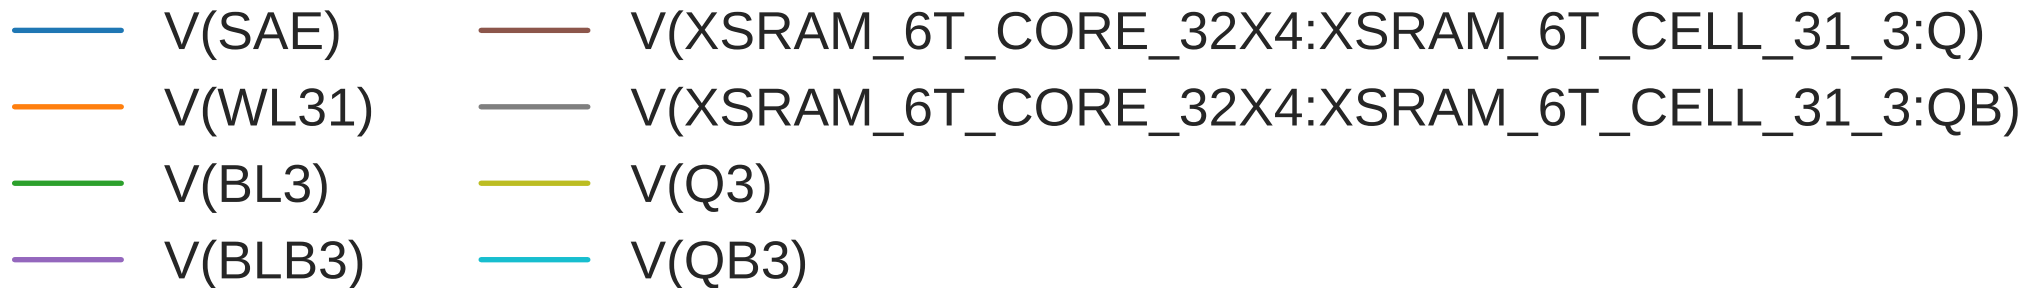 V(SAE)
V(WL31)
V(BL3)
V(BLB3)
V(XSRAM_6T_CORE_32X4:XSRAM_6T_CELL_31_3:Q)
V(XSRAM_6T_CORE_32X4:XSRAM_6T_CELL_31_3:QB)
V(Q3)
V(QB3)